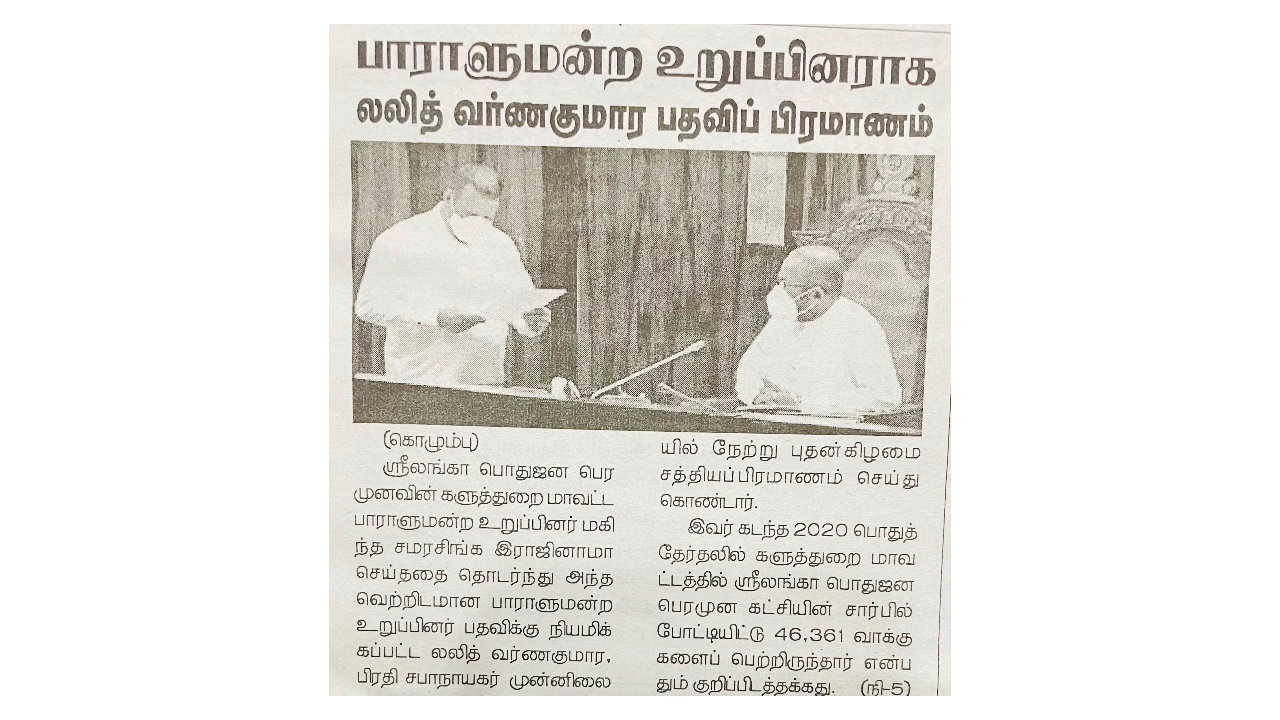 பாராளுமன்ற உறுப்பினராக
லலித் வர்ணகுமார பதவிப் பிரமாணம்
(கொழும்பு)
ஸ்ரீலங்கா பொதுஜன பெர
முனவின் களுத்துறை மாவட்ட
பாராளுமன்ற உறுப்பினர் மகி
ந்த சமரசிங்க இராஜினாமா
செய்ததை தொடர்ந்து அந்த
வெற்றிடமான பாராளுமன்ற
உறுப்பினர் பதவிக்கு நியமிக்
கப்பட்ட லலித் வர்ணகுமார,
பிரதி சபாநாயகர் முன்னிலை
யில் நேற்று புதன்கிழமை
சத்தியப்பிரமாணம் செய்து
கொண்டார்.
இவர் கடந்த 2020 பொதுத்
தேர்தலில் களுத்துறை மாவ
ட்டத்தில் ஸ்ரீலங்கா பொதுஜன
பெரமுன கட்சியின் சார்பில்
போட்டியிட்டு 46,361 வாக்கு
களைப் பெற்றிருந்தார் என்ப
தும் குறிப்பிடத்தக்கது. (நி-5)